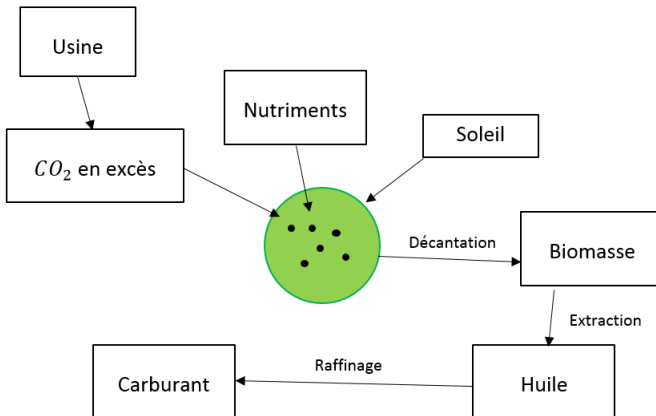 Usine
Nutriments
Soleil
𝐶𝑂₂ en excès
Décantation
Biomasse
Extraction
Raffinage
Carburant
Huile